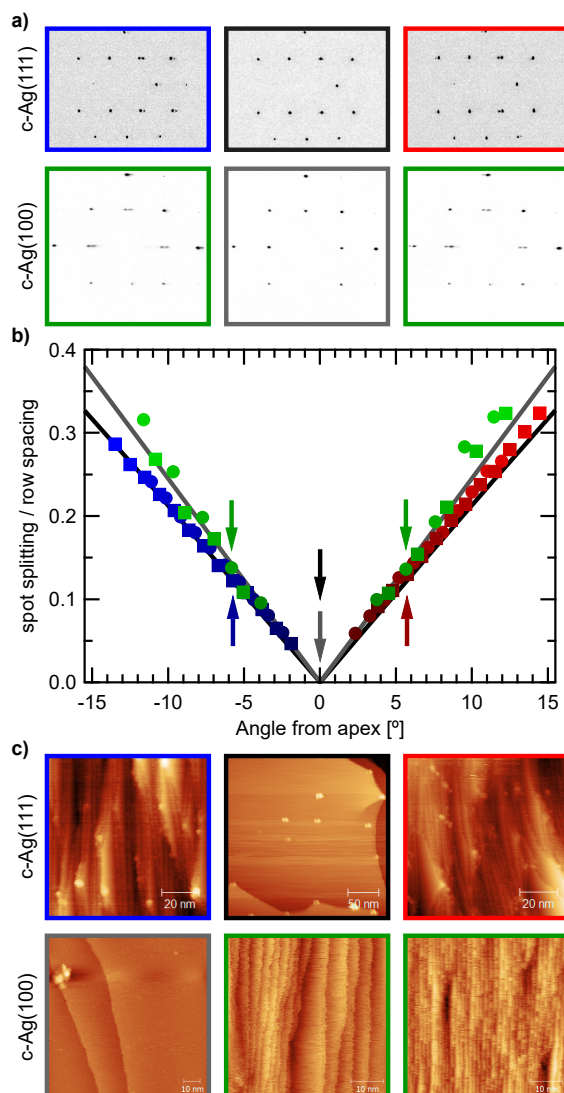 a)
c-Ag(111)
c-Ag(100)
b)
0.4
0.3
0.2
0.1
0.0
spot splitting / row spacing
-15 -10 -5 0 5 10 15
Angle from apex [º]
c)
c-Ag(111)
20 nm
50 nm
20 nm
c-Ag(100)
10 nm
10 nm
10 nm